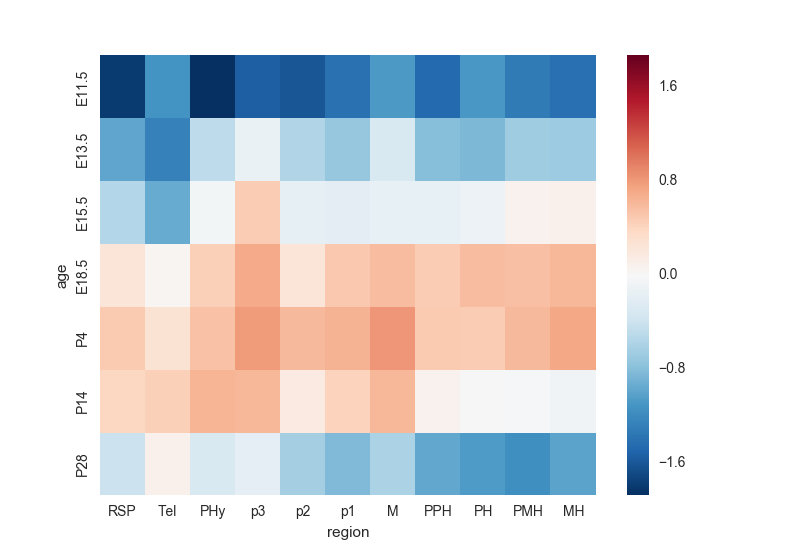 age
E11.5
E13.5
E15.5
E18.5
P4
P14
P28
RSP Tel PHy p3 p2 p1 M PPH PH PMH MH
region
1.6
0.8
0.0
−0.8
−1.6